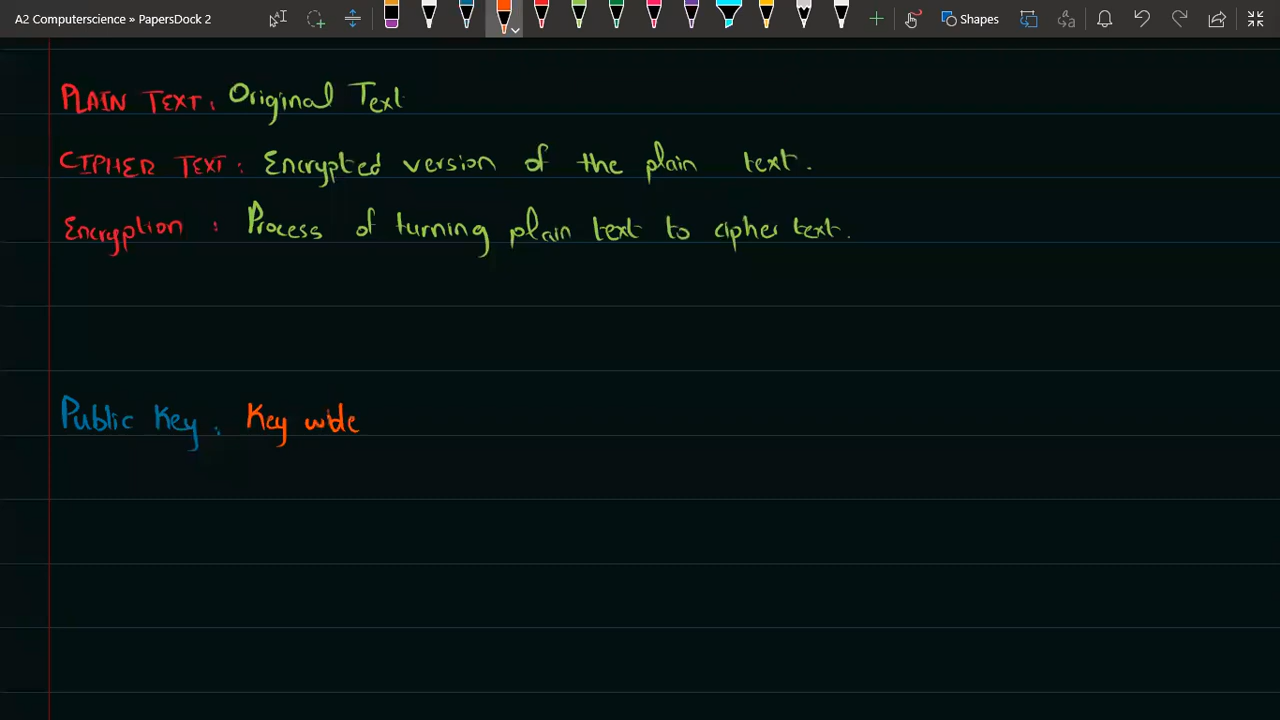 A2 Computerscience » PapersDock 2
Shapes
PLAIN TEXT: Original Text
CIPHER TEXT: Encrypted version of the plain text.
Encryption : Process of turning plain text to cipher text.
Public Key : Key wide